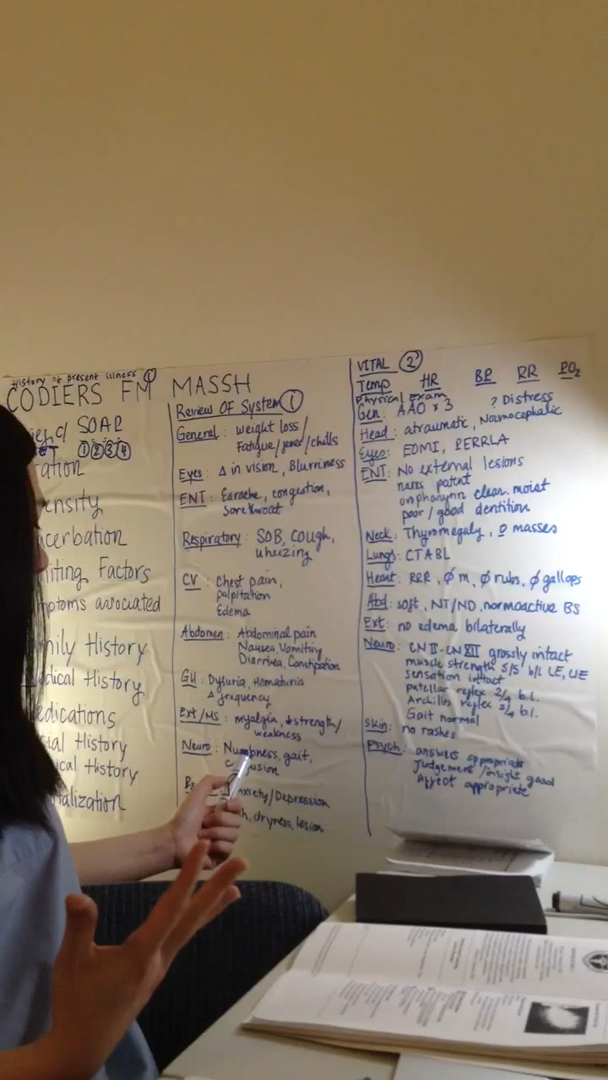 History of present illness ①
CODIERS FM
SOAP
①②③④
ation
ensity
cerbation
iting Factors
ptoms associated
mily History
dical History
edications
cial History
ical History
alization
MASSH
Review OF System ①
General: weight loss/
Fatigue/fever/chills
Eyes: Δ in vision, Blurriness
ENT: Earache, congestion,
sore throat
Respiratory: SOB, cough,
wheizing
CV: chest pain,
palpitation
Edema
Abdomen: Abdominal pain
Nausea, Vomiting
Diarrhea, Constipation
GU: Dysuria, Hematuria
Δ frequency
Ext/MS: myalgia, ↓strength/
weakness
Neuro: Numbness, gait,
usion
nxiety/Depression
h, dryness, lesion
VITAL ②
Temp HR BP RR PO2
Physical exam
Gen: AAO x 3 ? Distress
Head: atraumatic, Normocephalic
Eyes: EOMI, PERRLA
ENT: No external lesions
nares patent
oropharynx clear, moist
poor/good dentition
Neck: Thyromegaly, masses
Lungs: CTABL
Heart: RRR, ∅ m, ∅ rubs, ∅ gallops
Abd: soft, NT/ND, normoactive BS
Ext: no edema bilaterally
Neuro: CN II-CN XII grossly intact
muscle strength 5/5 b/l LE, UE
sensation intact
patellar reflex 2/4 b.l.
Achilles reflex 2/4 b.l.
Gait normal
Skin: no rashes
Psych: answers appropriate
Judgement/insight good
Affect appropriate